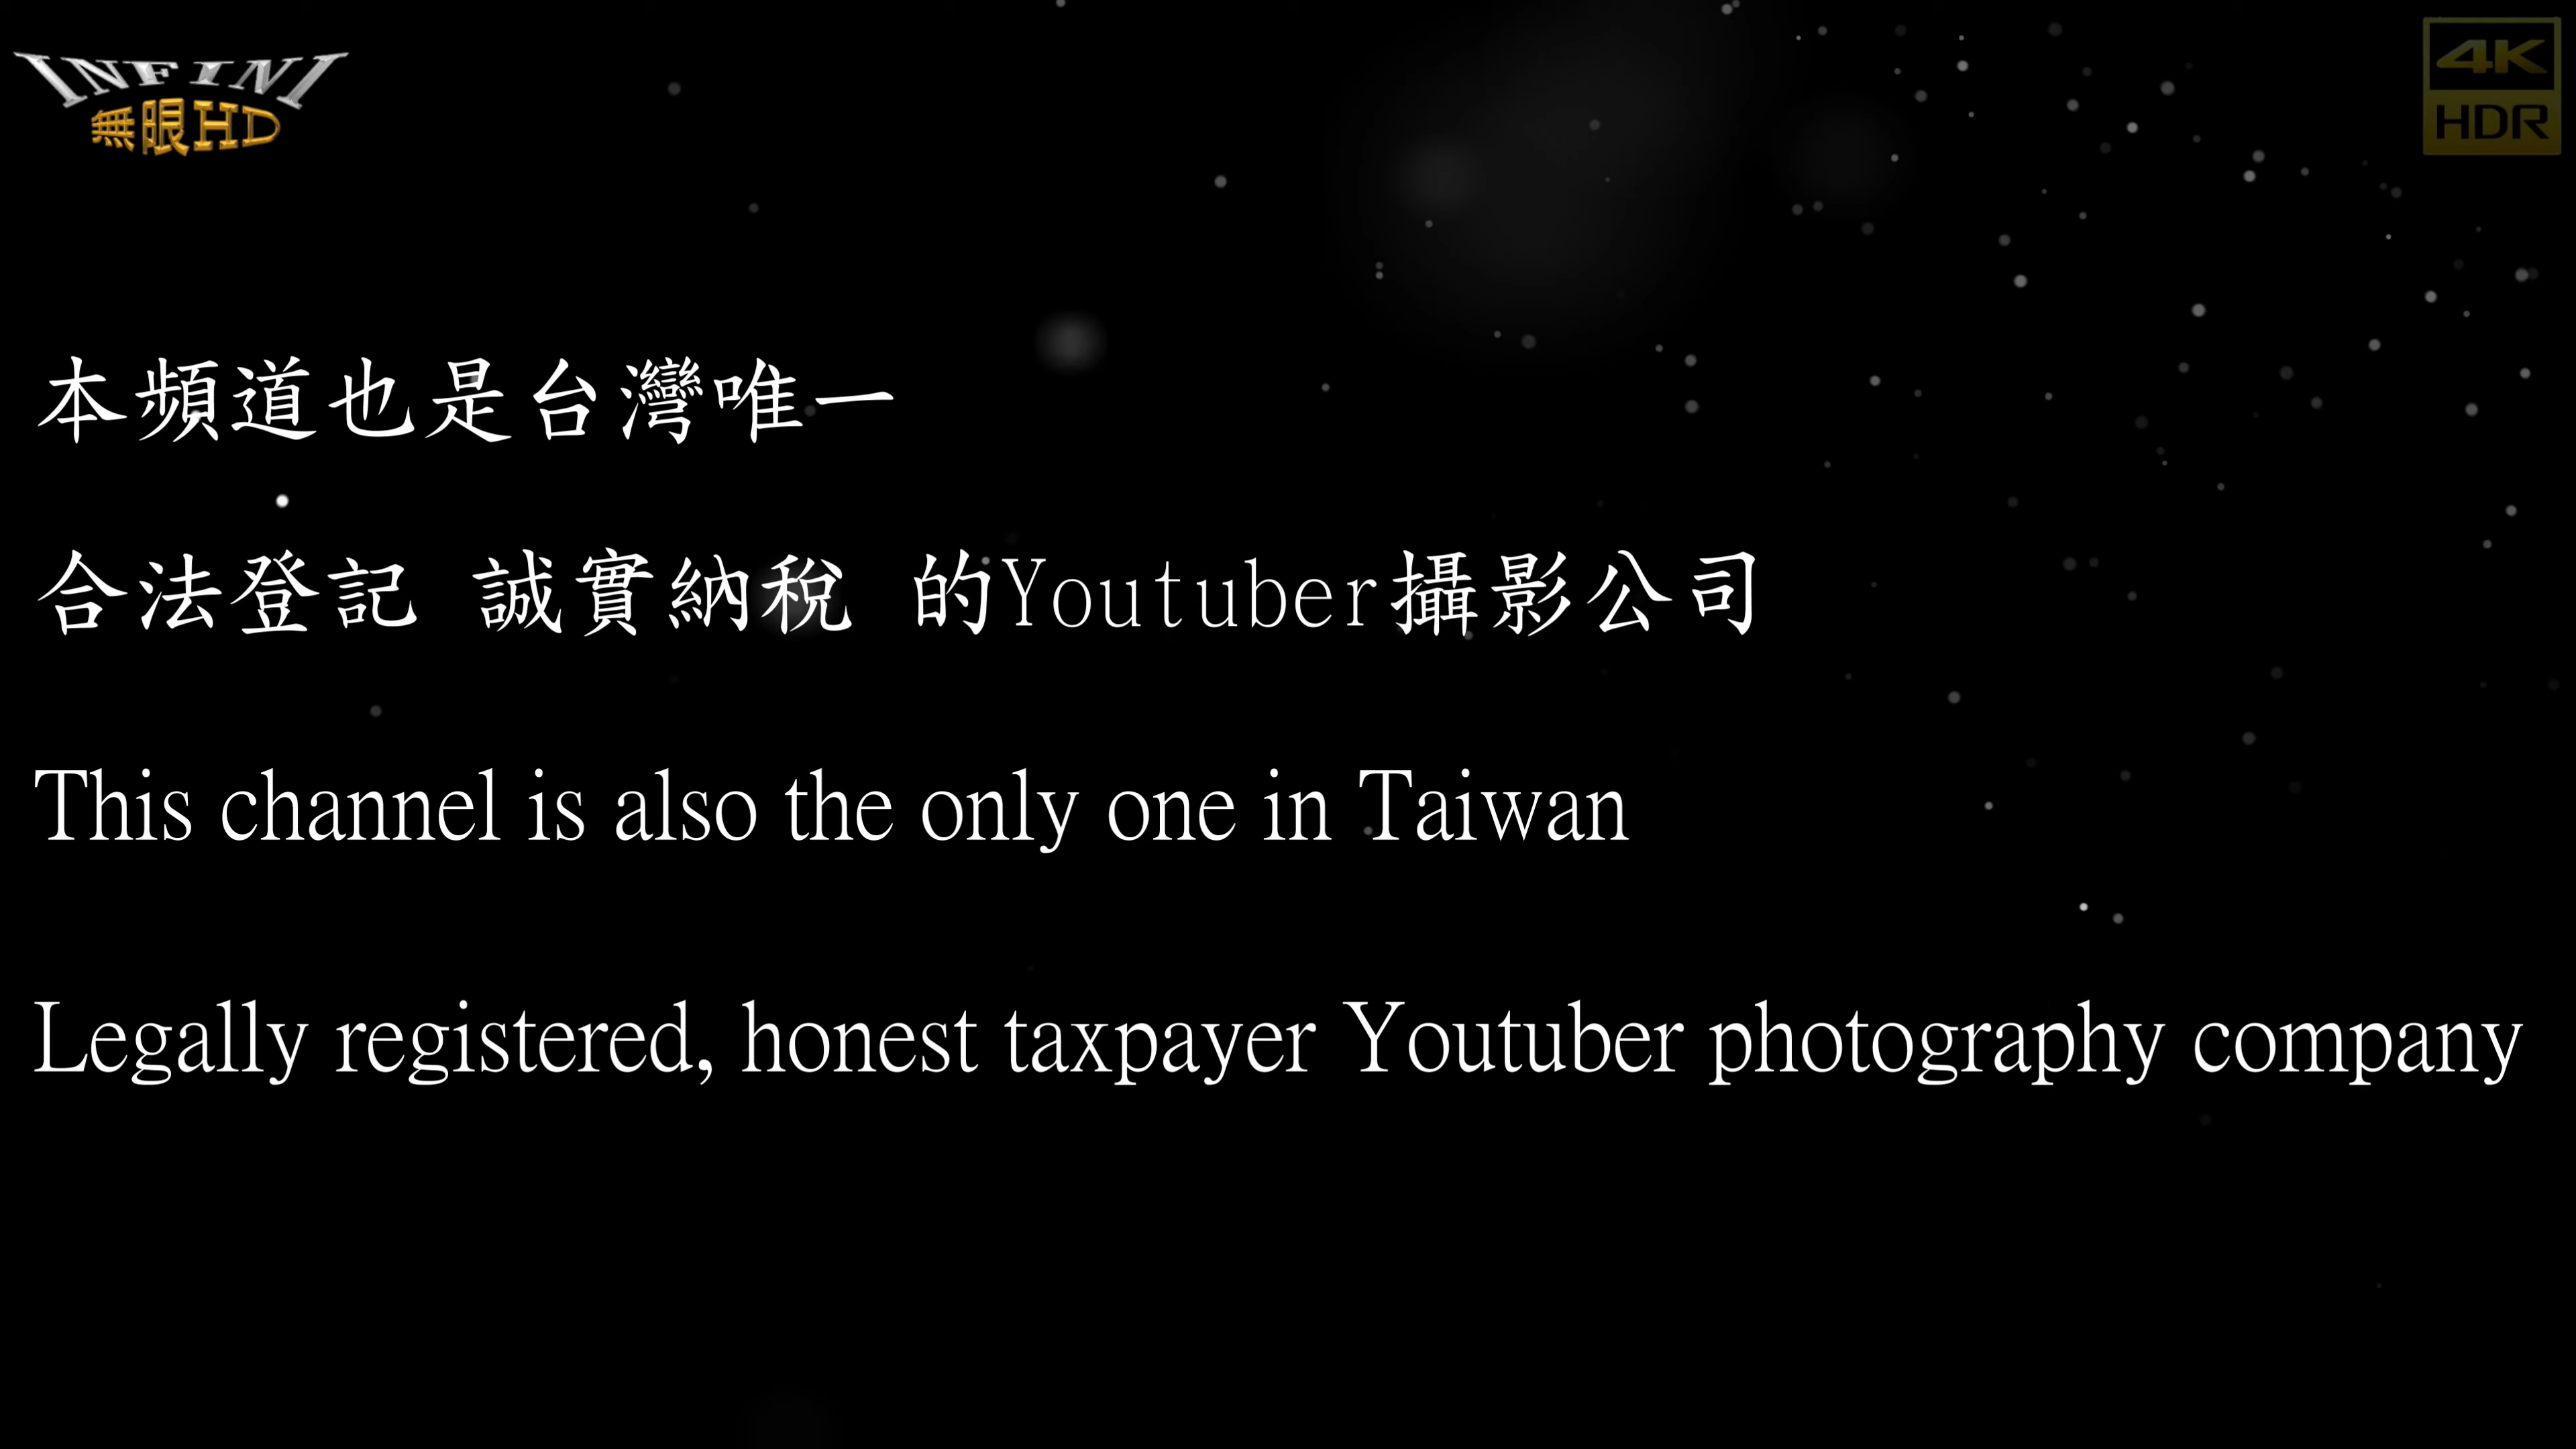 INFINI
無限HD
4K
HDR
本頻道也是台灣唯一
合法登記 誠實納稅 的Youtuber攝影公司
This channel is also the only one in Taiwan
Legally registered, honest taxpayer Youtuber photography company